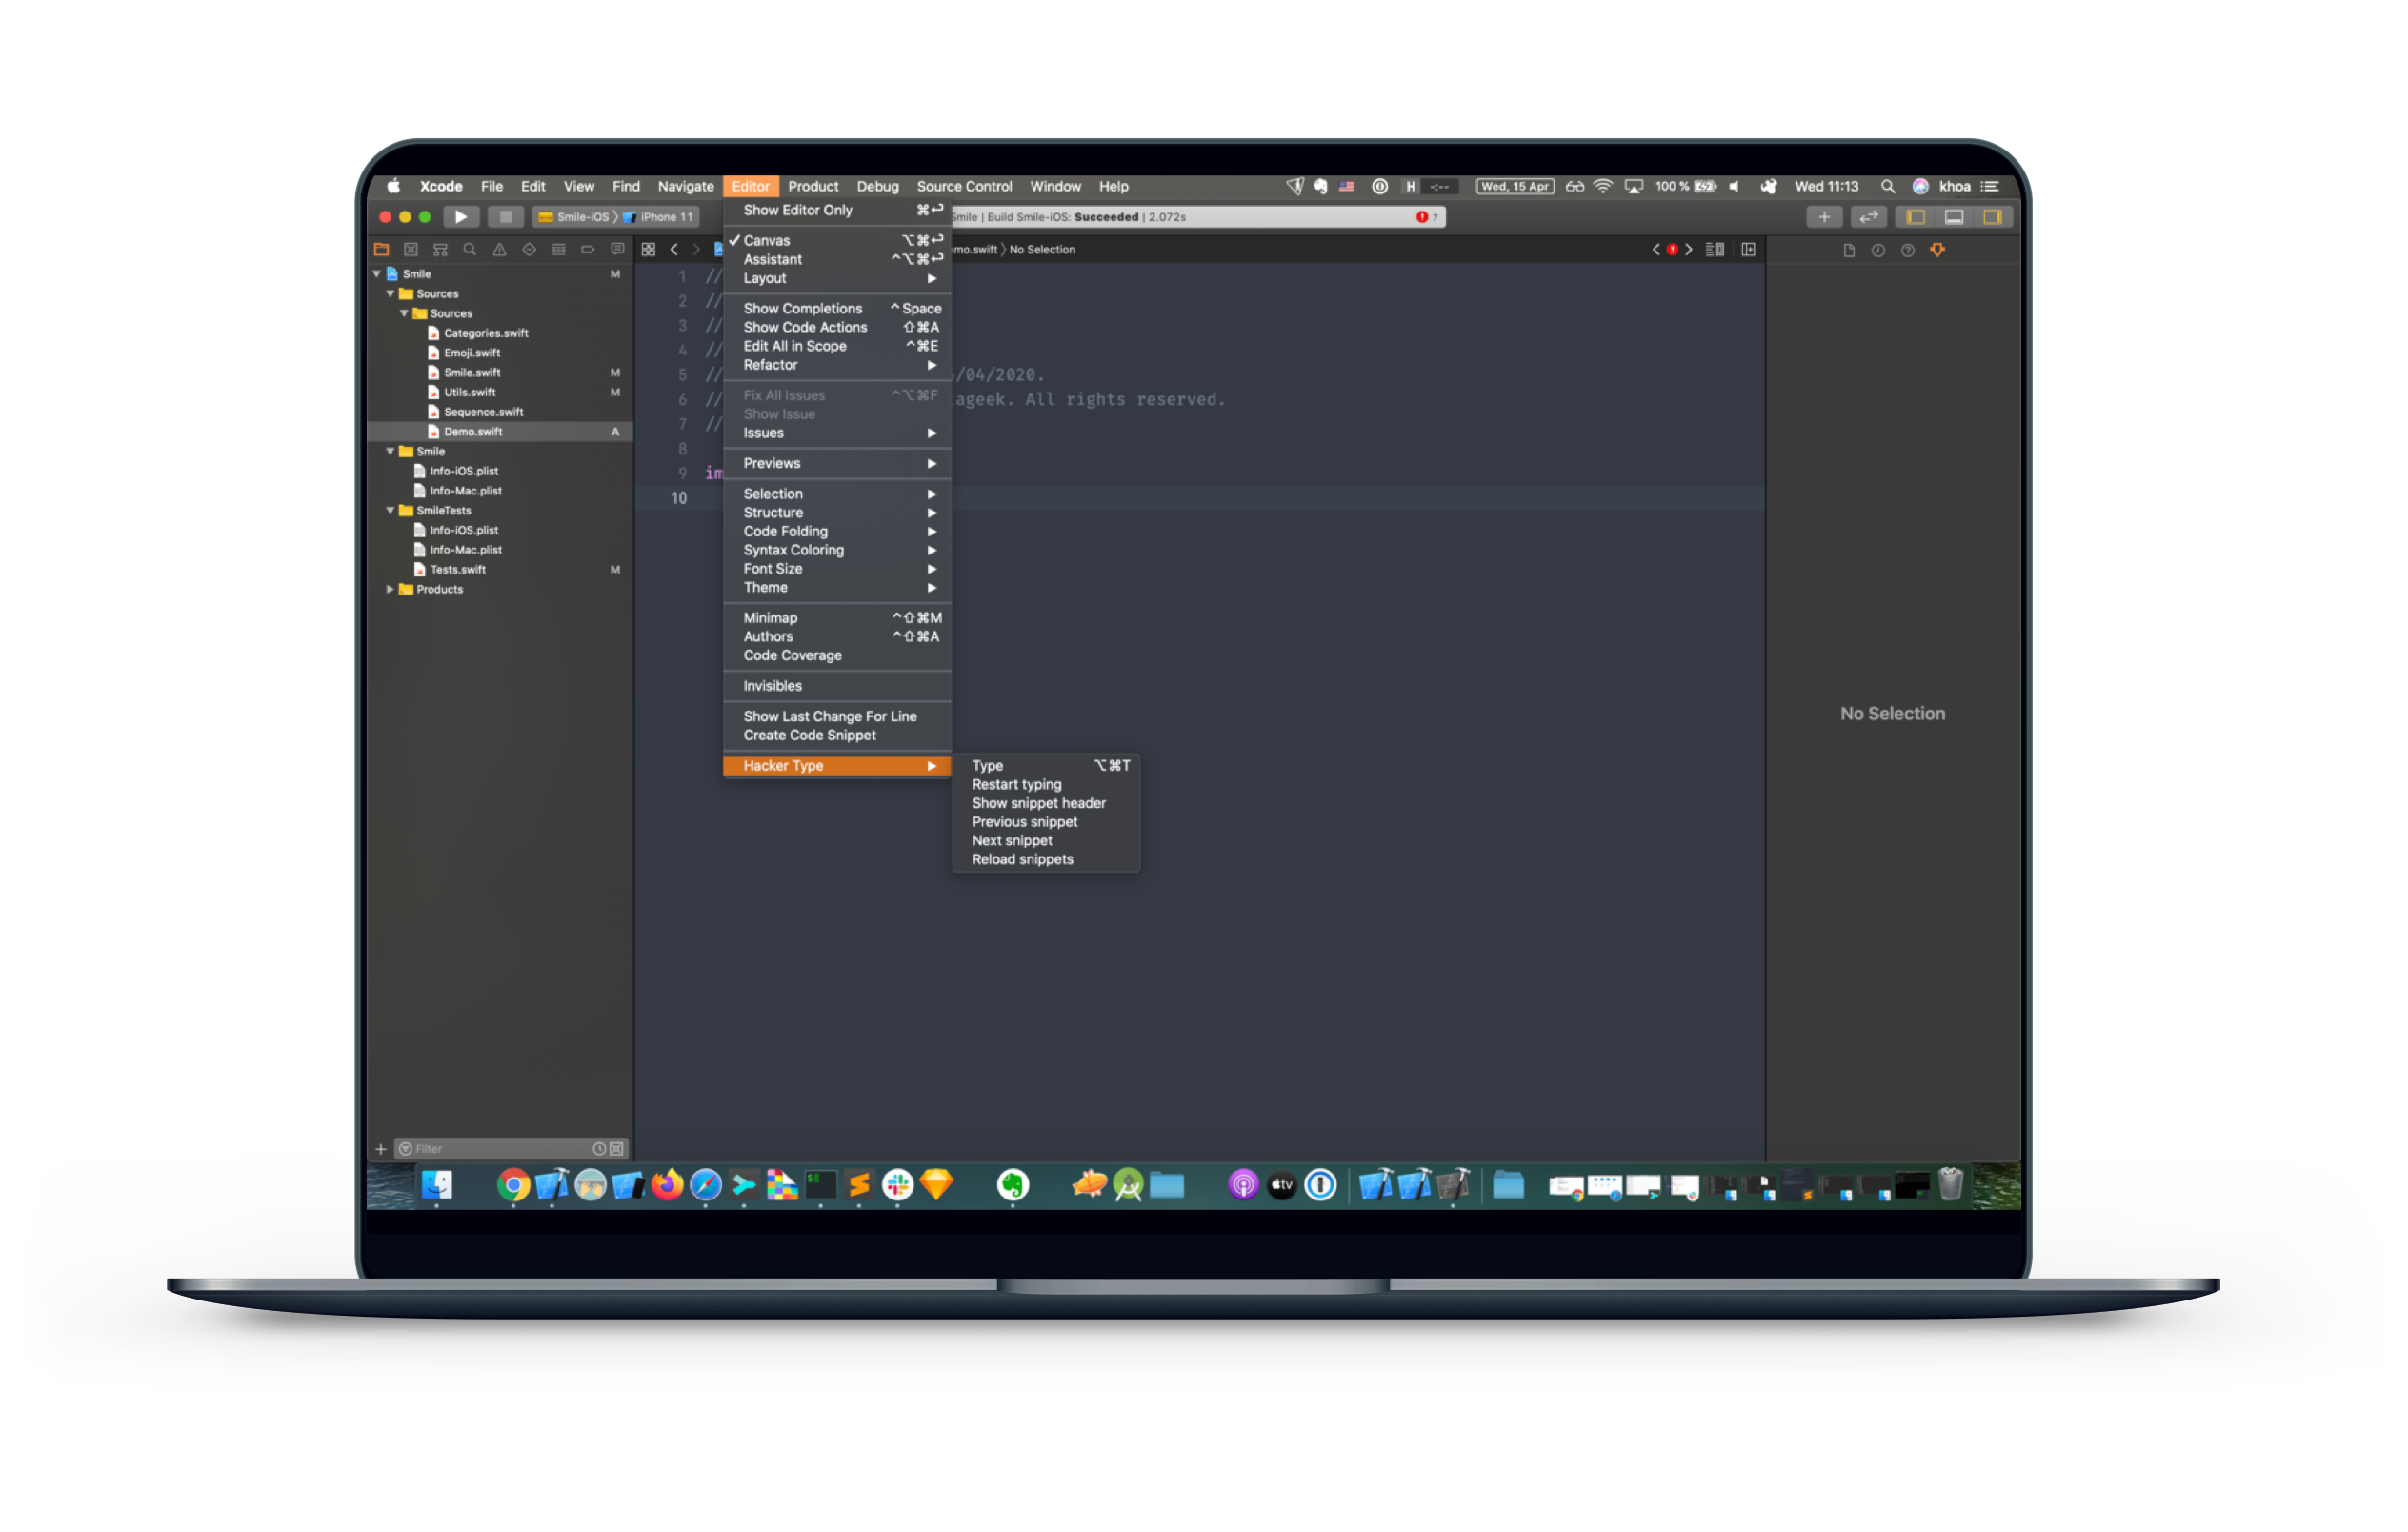 Xcode File Edit View Find Navigate Editor Product Debug Source Control Window Help H --:-- Wed, 15 Apr 100 % Wed 11:13 khoa
Smile-iOS 〉 iPhone 11
Smile | Build Smile-iOS: Succeeded | 2.072s
7
mo.swift 〉 No Selection
Smile M
Sources
Sources
Categories.swift
Emoji.swift
Smile.swift M
Utils.swift M
Sequence.swift
Demo.swift A
Smile
Info-iOS.plist
Info-Mac.plist
SmileTests
Info-iOS.plist
Info-Mac.plist
Tests.swift M
Products
Filter
1 //
2 //
3 //
4 //
5 // /04/2020.
6 // ageek. All rights reserved.
7 //
8
9 im
10
Show Editor Only ⌘↩
✓ Canvas ⌥⌘↩
Assistant ^⌥⌘↩
Layout ▶
Show Completions ^Space
Show Code Actions ⇧⌘A
Edit All in Scope ^⌘E
Refactor ▶
Fix All Issues ^⌥⌘F
Show Issue
Issues ▶
Previews ▶
Selection ▶
Structure ▶
Code Folding ▶
Syntax Coloring ▶
Font Size ▶
Theme ▶
Minimap ^⇧⌘M
Authors ^⇧⌘A
Code Coverage
Invisibles
Show Last Change For Line
Create Code Snippet
Hacker Type ▶
Type ⌥⌘T
Restart typing
Show snippet header
Previous snippet
Next snippet
Reload snippets
No Selection
tv